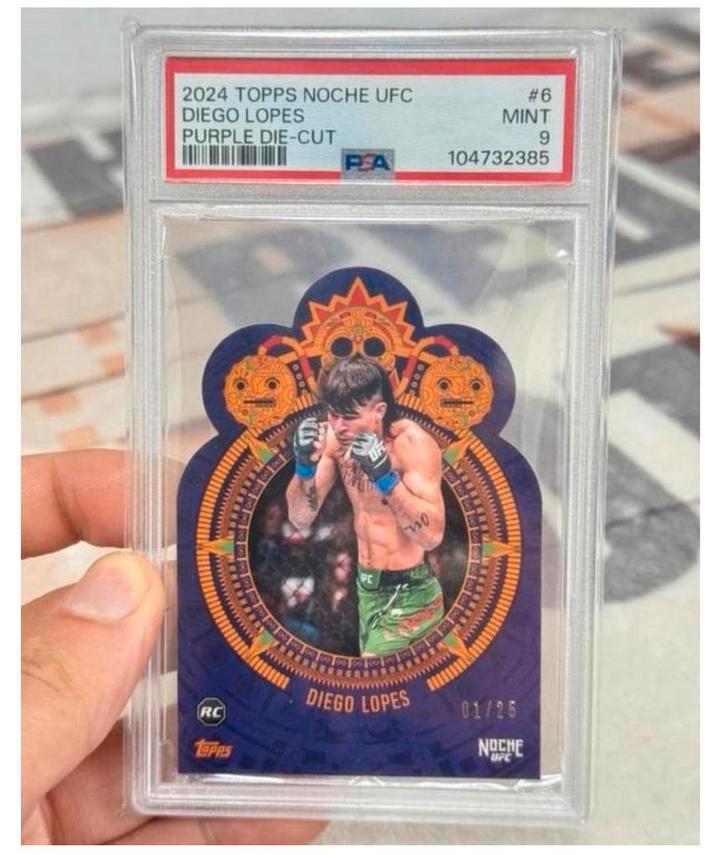 2024 TOPPS NOCHE UFC #6
DIEGO LOPES MINT
PURPLE DIE-CUT 9
PSA 104732385
UFC
UFC
DIEGO LOPES
01/25
RC
Topps
NOCHE
UFC